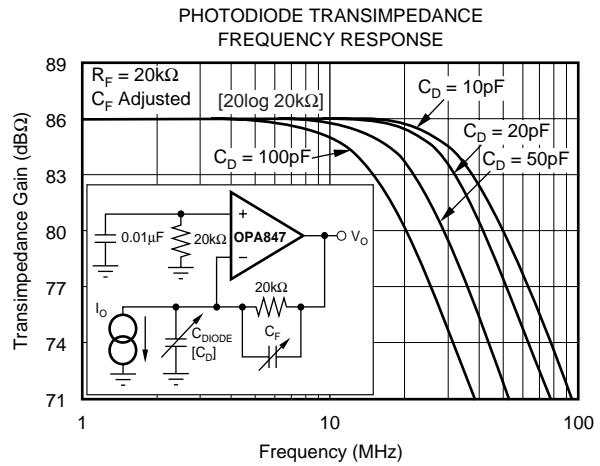 PHOTODIODE TRANSIMPEDANCE
FREQUENCY RESPONSE
89
86
83
80
77
74
71
Transimpedance Gain (dBΩ)
R_F = 20kΩ
C_F Adjusted
[20log 20kΩ]
C_D = 10pF
C_D = 20pF
C_D = 50pF
C_D = 100pF
+
OPA847
−
V_O
0.01µF
20kΩ
20kΩ
I_O
C_DIODE
[C_D]
C_F
1
10
100
Frequency (MHz)